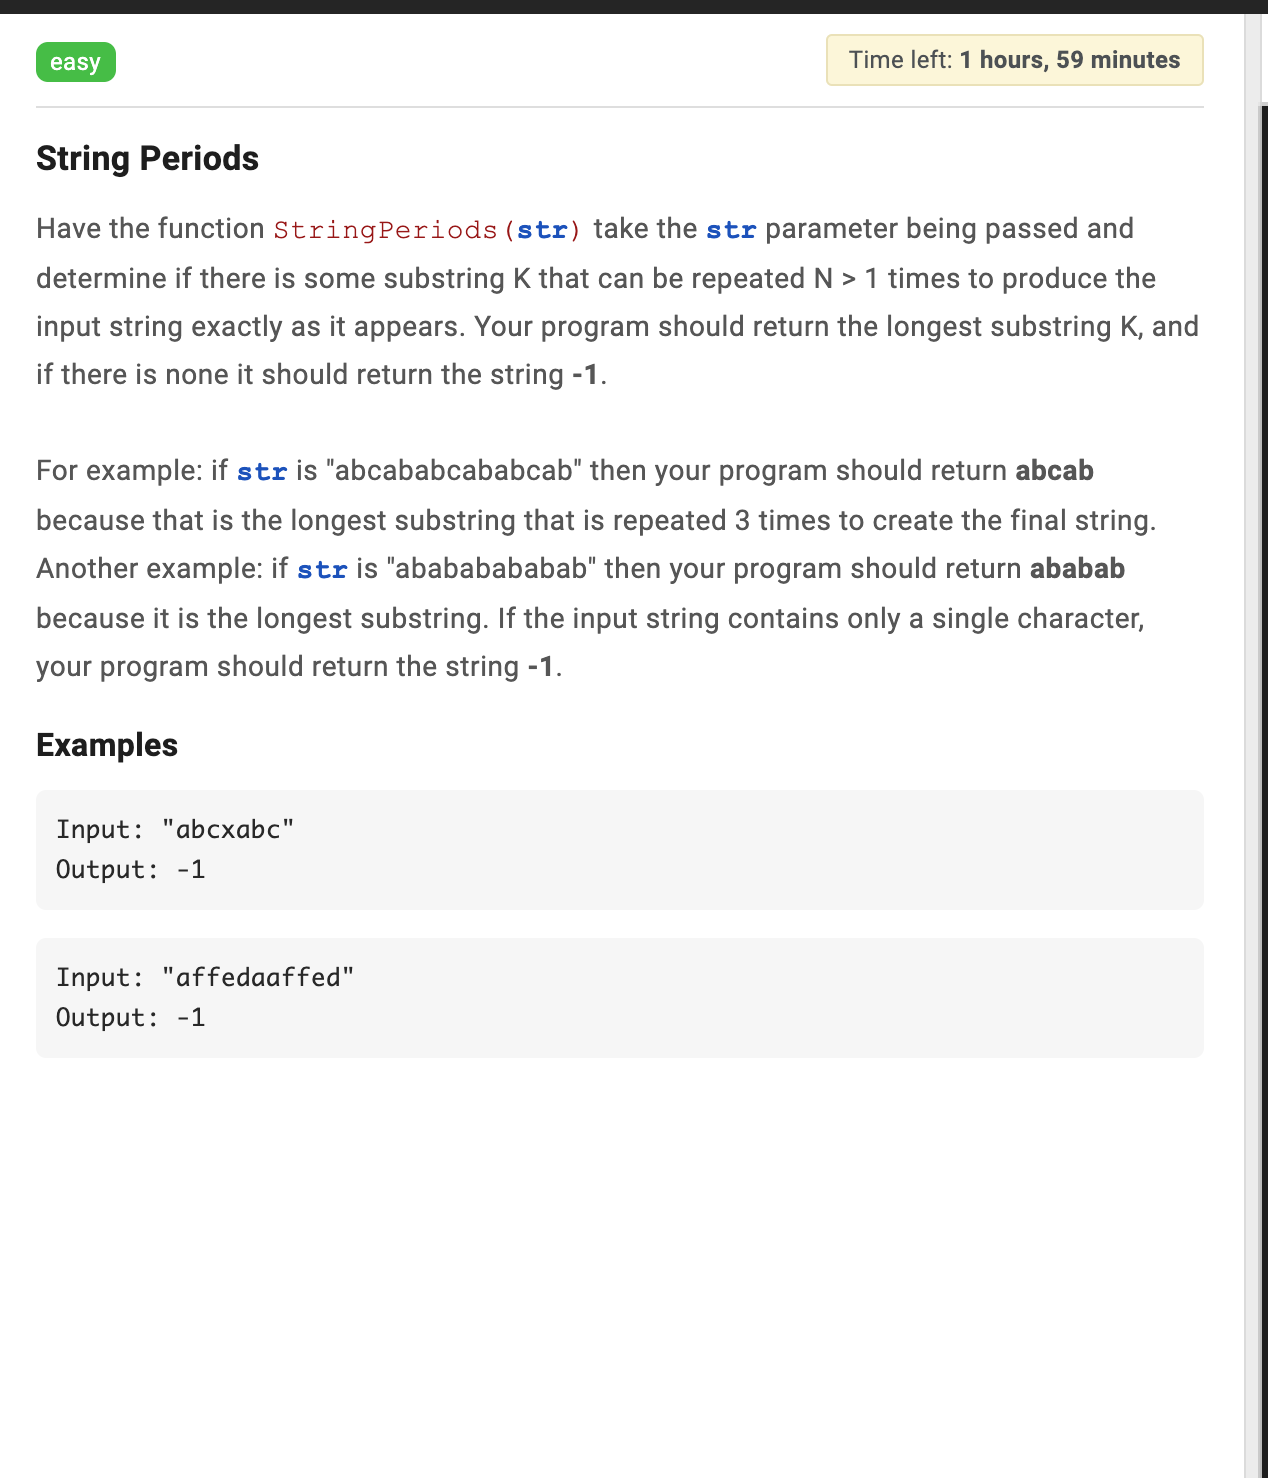 easy
Time left: 1 hours, 59 minutes
String Periods
Have the function StringPeriods(str) take the str parameter being passed and
determine if there is some substring K that can be repeated N > 1 times to produce the
input string exactly as it appears. Your program should return the longest substring K, and
if there is none it should return the string -1.
For example: if str is "abcababcababcab" then your program should return abcab
because that is the longest substring that is repeated 3 times to create the final string.
Another example: if str is "abababababab" then your program should return ababab
because it is the longest substring. If the input string contains only a single character,
your program should return the string -1.
Examples
Input: "abcxabc"
Output: -1
Input: "affedaaffed"
Output: -1